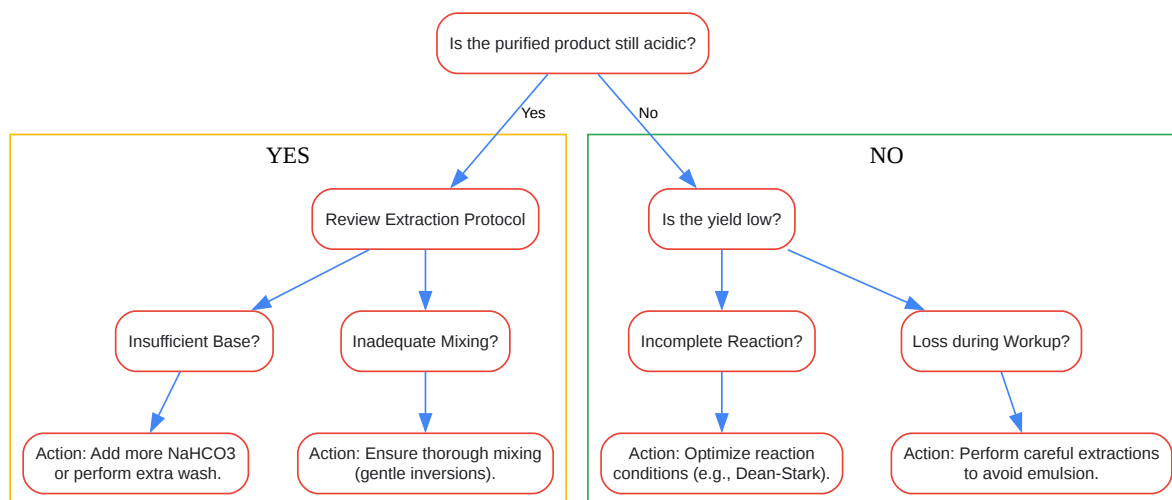 Is the purified product still acidic?
Yes
No
YES
NO
Review Extraction Protocol
Is the yield low?
Insufficient Base?
Inadequate Mixing?
Incomplete Reaction?
Loss during Workup?
Action: Add more NaHCO3
or perform extra wash.
Action: Ensure thorough mixing
(gentle inversions).
Action: Optimize reaction
conditions (e.g., Dean-Stark).
Action: Perform careful extractions
to avoid emulsion.